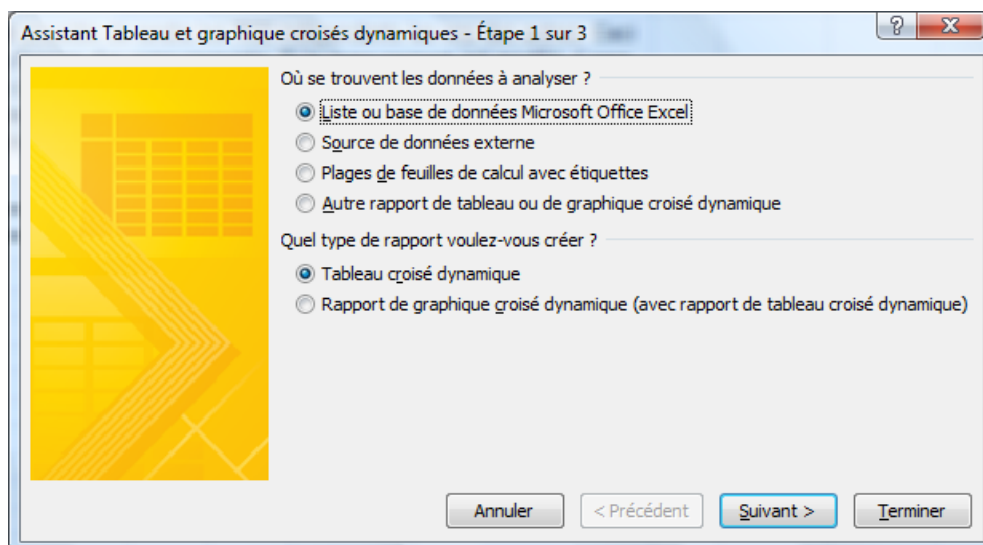 Assistant Tableau et graphique croisés dynamiques - Étape 1 sur 3
Où se trouvent les données à analyser ?
Liste ou base de données Microsoft Office Excel
Source de données externe
Plages de feuilles de calcul avec étiquettes
Autre rapport de tableau ou de graphique croisé dynamique
Quel type de rapport voulez-vous créer ?
Tableau croisé dynamique
Rapport de graphique croisé dynamique (avec rapport de tableau croisé dynamique)
Annuler < Précédent Suivant > Terminer